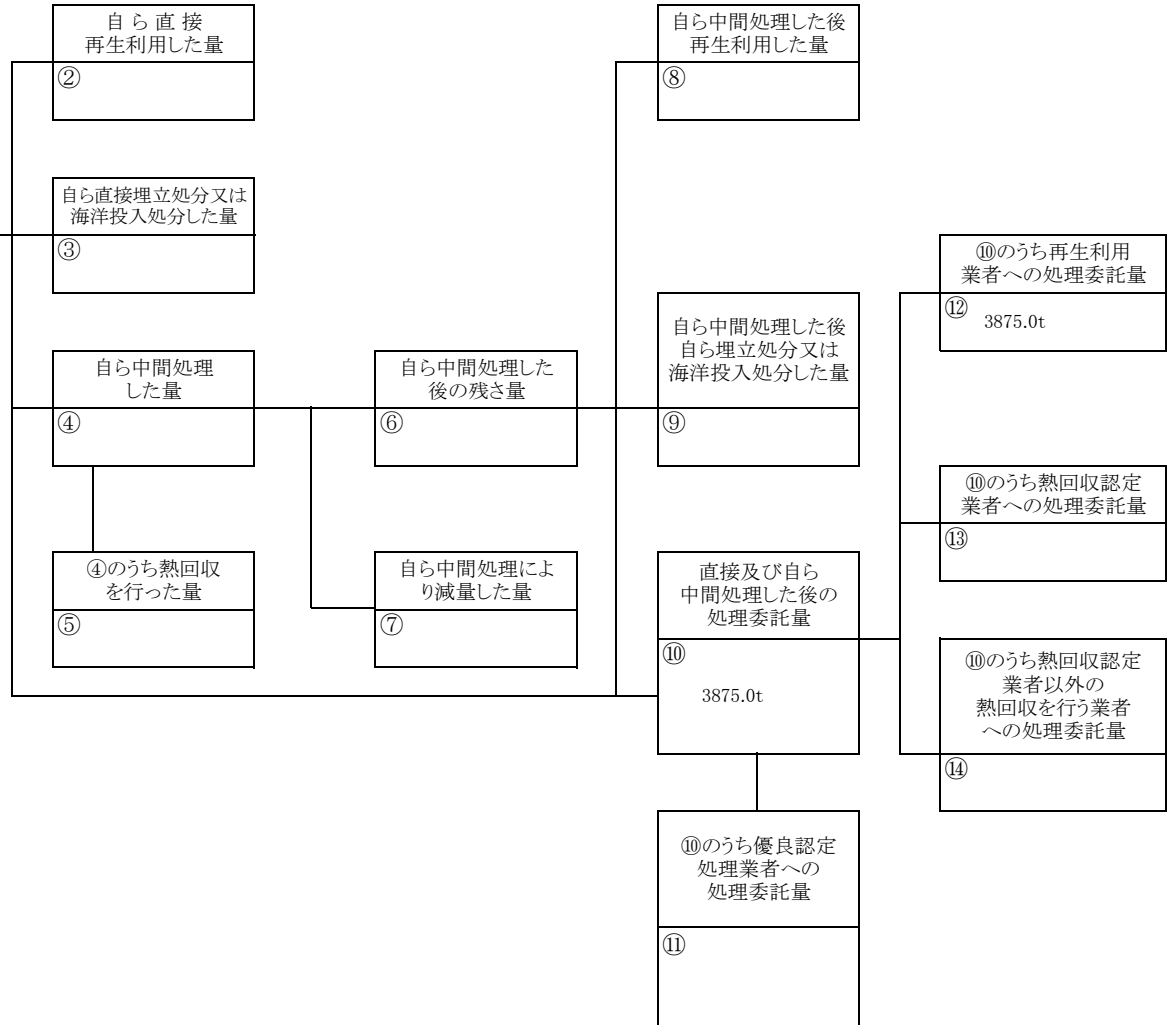 自 ら 直 接
再生利用した量
②
自ら直接埋立処分又は
海洋投入処分した量
③
自ら中間処理
した量
④
④のうち熱回収
を行った量
⑤
自ら中間処理した
後の残さ量
⑥
自ら中間処理によ
り減量した量
⑦
自ら中間処理した後
再生利用した量
⑧
自ら中間処理した後
自ら埋立処分又は
海洋投入処分した量
⑨
直接及び自ら
中間処理した後の
処理委託量
⑩
3875.0t
⑩のうち優良認定
処理業者への
処理委託量
⑪
⑩のうち再生利用
業者への処理委託量
⑫
3875.0t
⑩のうち熱回収認定
業者への処理委託量
⑬
⑩のうち熱回収認定
業者以外の
熱回収を行う業者
への処理委託量
⑭